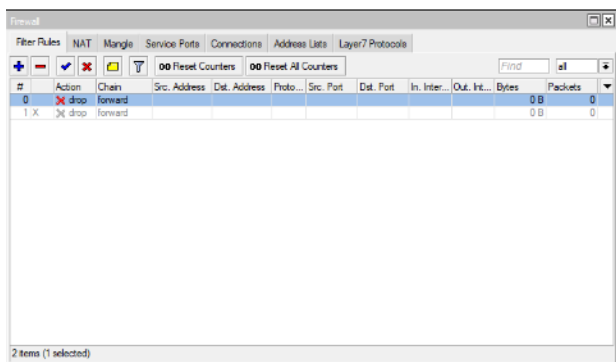 Firewall
Filter Rules NAT Mangle Service Ports Connections Address Lists Layer7 Protocols
00 Reset Counters 00 Reset All Counters Find all
# Action Chain Src. Address Dst. Address Proto... Src. Port Dst. Port In. Inter... Out. Int... Bytes Packets
0 drop forward 0 B 0
1 X drop forward 0 B 0
2 items (1 selected)